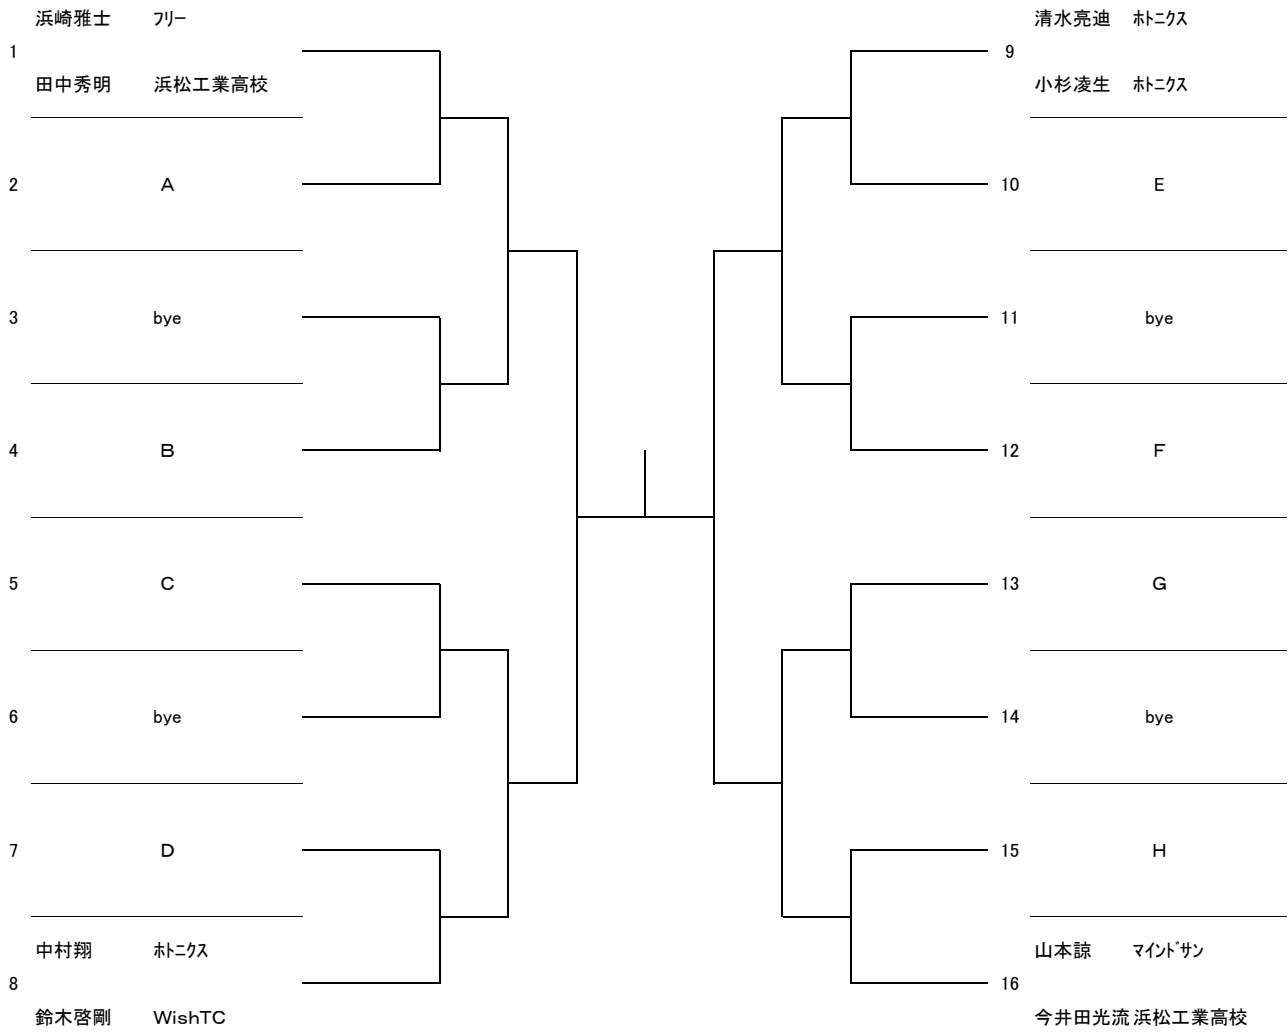 浜崎雅士 フリー
1
田中秀明 浜松工業高校
2 A
3 bye
4 B
5 C
6 bye
7 D
中村翔 ホトニクス
8
鈴木啓剛 WishTC
清水亮迪 ホトニクス
9
小杉凌生 ホトニクス
10 E
11 bye
12 F
13 G
14 bye
15 H
山本諒 マインドサン
16
今井田光流 浜松工業高校